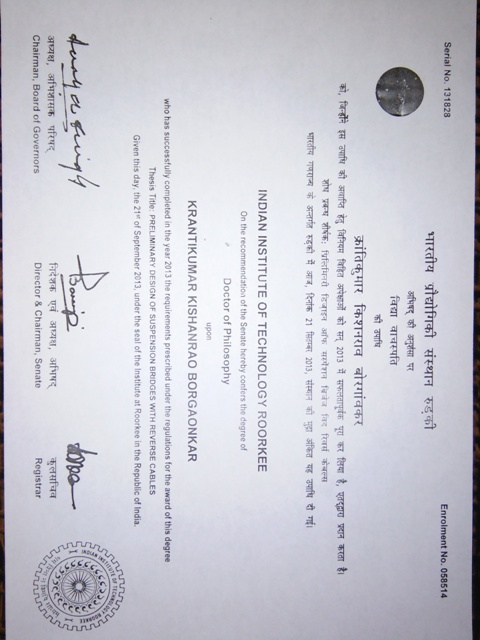 Serial No. 131828
Enrolment No. 058514
भारतीय प्रौद्योगिकी संस्थान रुड़की
अधिषद् की अनुशंसा पर
विद्या वाचस्पति
की उपाधि
क्रांतिकुमार किशनराव बोरगांवकर
को, जिन्होंने इस उपाधि की अवाप्ति हेतु विनियम विहित अपेक्षाओं को सन् 2013 में सफलतापूर्वक पूरा कर लिया है, एतद्द्वारा प्रदान करता है।
शोध प्रबन्ध शीर्षक: प्रिलिमिनरी डिजाइन ऑफ सस्पेंशन ब्रिजेज विद रिवर्स केबल्स
भारतीय गणराज्य के अन्तर्गत रुड़की में आज, दिनांक 21 सितम्बर 2013, संस्थान की मुद्रा अंकित यह उपाधि दी गई।
INDIAN INSTITUTE OF TECHNOLOGY ROORKEE
On the recommendation of the Senate hereby confers the degree of
Doctor of Philosophy
upon
KRANTIKUMAR KISHANRAO BORGAONKAR
who has successfully completed in the year 2013 the requirements prescribed under the regulations for the award of this degree
Thesis Title: PRELIMINARY DESIGN OF SUSPENSION BRIDGES WITH REVERSE CABLES
Given this day, the 21st of September 2013, under the seal of the Institute at Roorkee in the Republic of India.
अध्यक्ष, अभिशासक परिषद्
Chairman, Board of Governors
निदेशक एवं अध्यक्ष, अधिषद्
Director & Chairman, Senate
कुलसचिव
Registrar
INDIAN INSTITUTE OF TECHNOLOGY ROORKEE